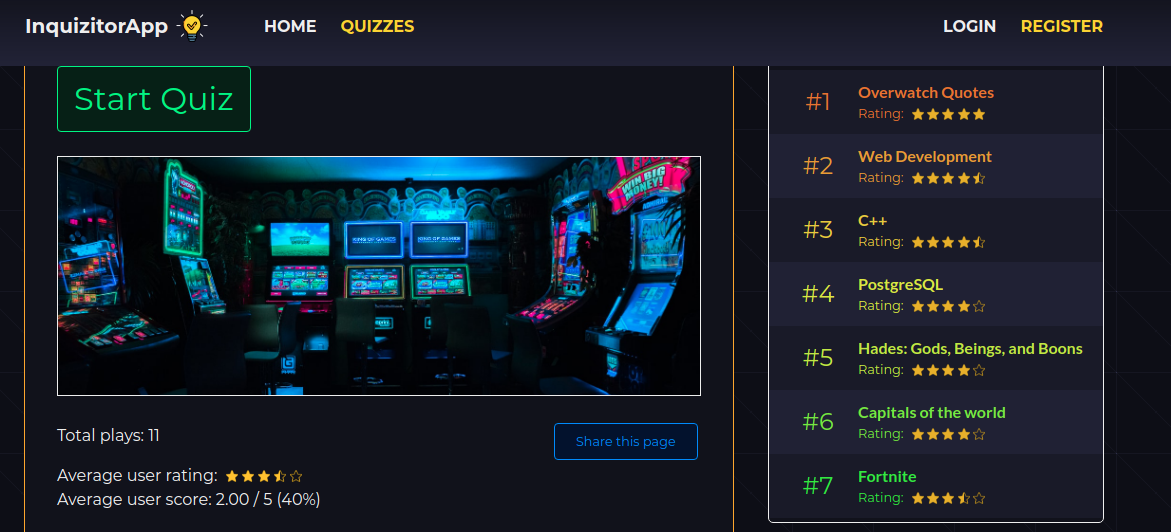 InquizitorApp
HOME
QUIZZES
LOGIN
REGISTER
Start Quiz
WIN BIG
MONEY!
ADMIRAL
KING OF GAMES
KING OF GAMES
Total plays: 11
Share this page
Average user rating:
Average user score: 2.00 / 5 (40%)
#1
Overwatch Quotes
Rating:
#2
Web Development
Rating:
#3
C++
Rating:
#4
PostgreSQL
Rating:
#5
Hades: Gods, Beings, and Boons
Rating:
#6
Capitals of the world
Rating:
#7
Fortnite
Rating: